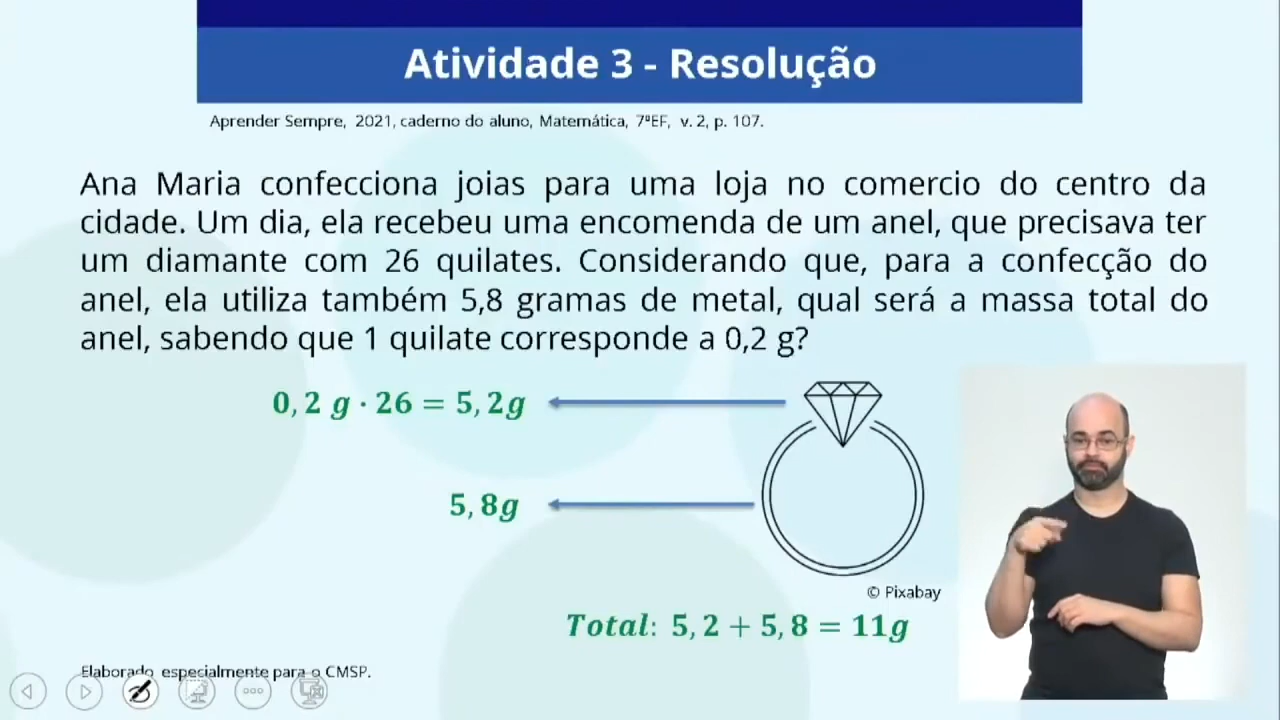 Atividade 3 - Resolução
Aprender Sempre, 2021, caderno do aluno, Matemática, 7ºEF, v. 2, p. 107.
Ana Maria confecciona joias para uma loja no comercio do centro da
cidade. Um dia, ela recebeu uma encomenda de um anel, que precisava ter
um diamante com 26 quilates. Considerando que, para a confecção do
anel, ela utiliza também 5,8 gramas de metal, qual será a massa total do
anel, sabendo que 1 quilate corresponde a 0,2 g?
0,2 g · 26 = 5,2g
5,8g
© Pixabay
Total: 5,2 + 5,8 = 11g
Elaborado especialmente para o CMSP.